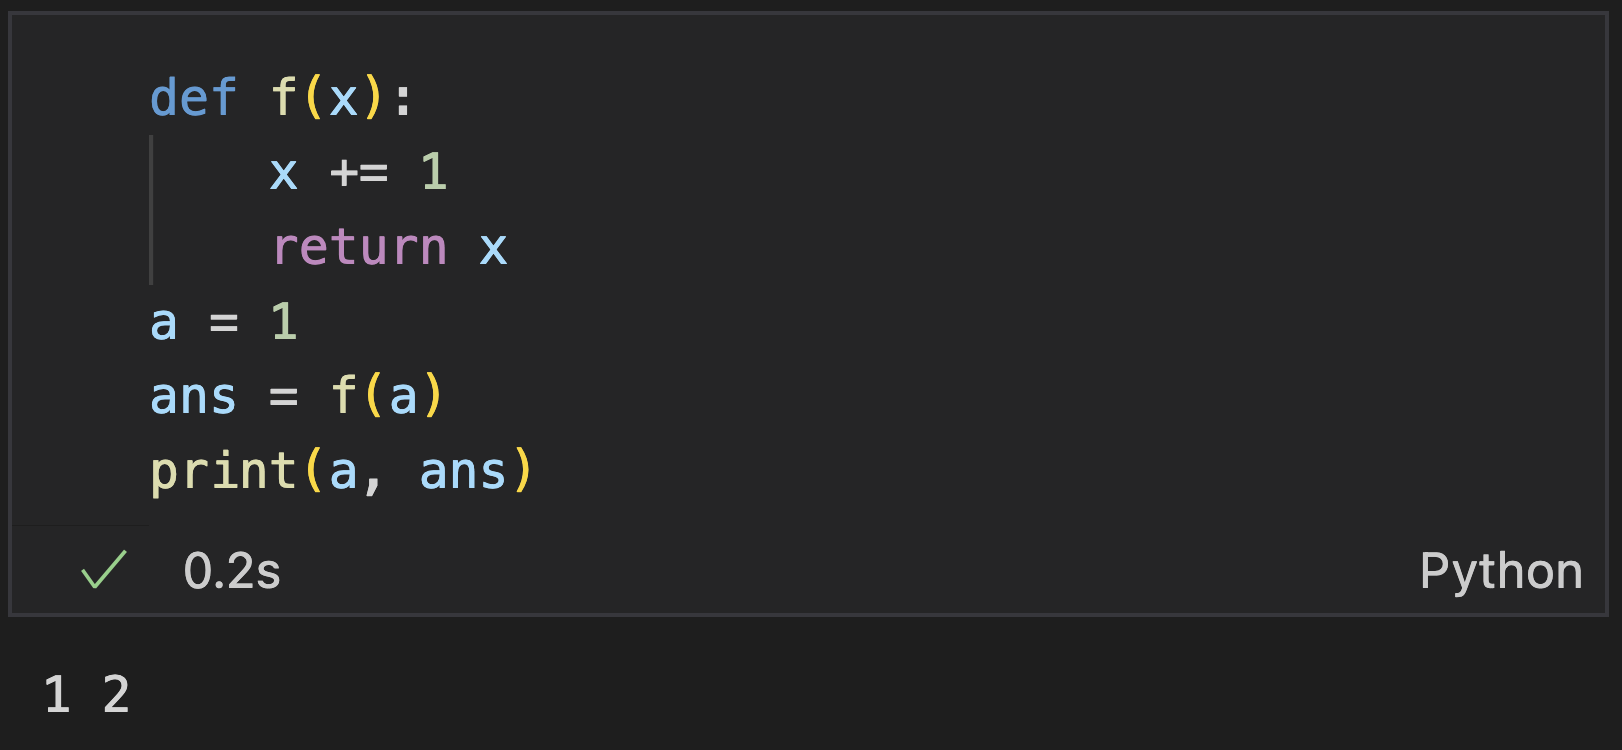 def f(x):
    x += 1
    return x
a = 1
ans = f(a)
print(a, ans)
0.2s
Python
1 2